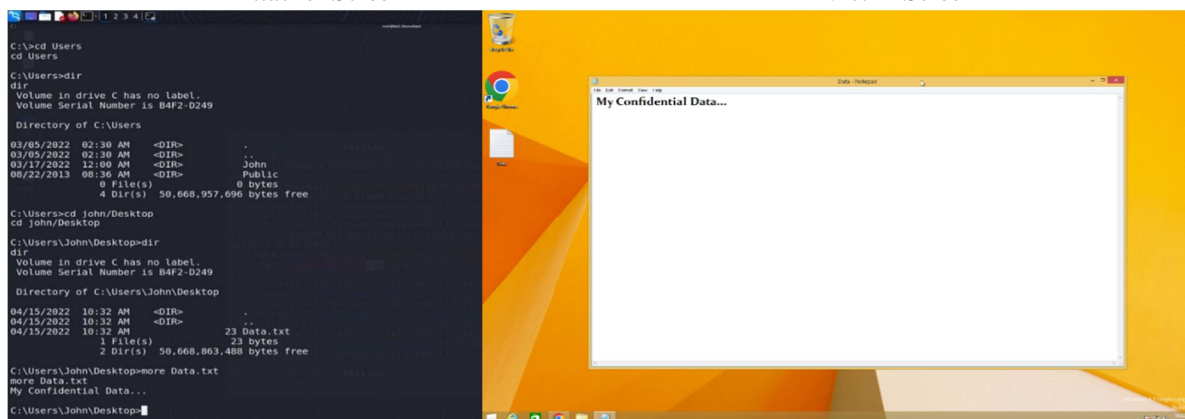 1 2 3 4
C:\>cd Users
cd Users
C:\Users>dir
dir
Volume in drive C has no label.
Volume Serial Number is B4F2-D249
Directory of C:\Users
03/05/2022 02:30 AM <DIR> .
03/05/2022 02:30 AM <DIR> ..
03/17/2022 12:00 AM <DIR> John
08/22/2013 08:36 AM <DIR> Public
0 File(s) 0 bytes
4 Dir(s) 50,668,957,696 bytes free
C:\Users>cd john/Desktop
cd john/Desktop
C:\Users\John\Desktop>dir
dir
Volume in drive C has no label.
Volume Serial Number is B4F2-D249
Directory of C:\Users\John\Desktop
04/15/2022 10:32 AM <DIR> .
04/15/2022 10:32 AM <DIR> ..
04/15/2022 10:32 AM 23 Data.txt
1 File(s) 23 bytes
2 Dir(s) 50,668,863,488 bytes free
C:\Users\John\Desktop>more Data.txt
more Data.txt
My Confidential Data...
C:\Users\John\Desktop>
Recycle Bin
Google Chrome
Data - Notepad
File Edit Format View Help
My Confidential Data...